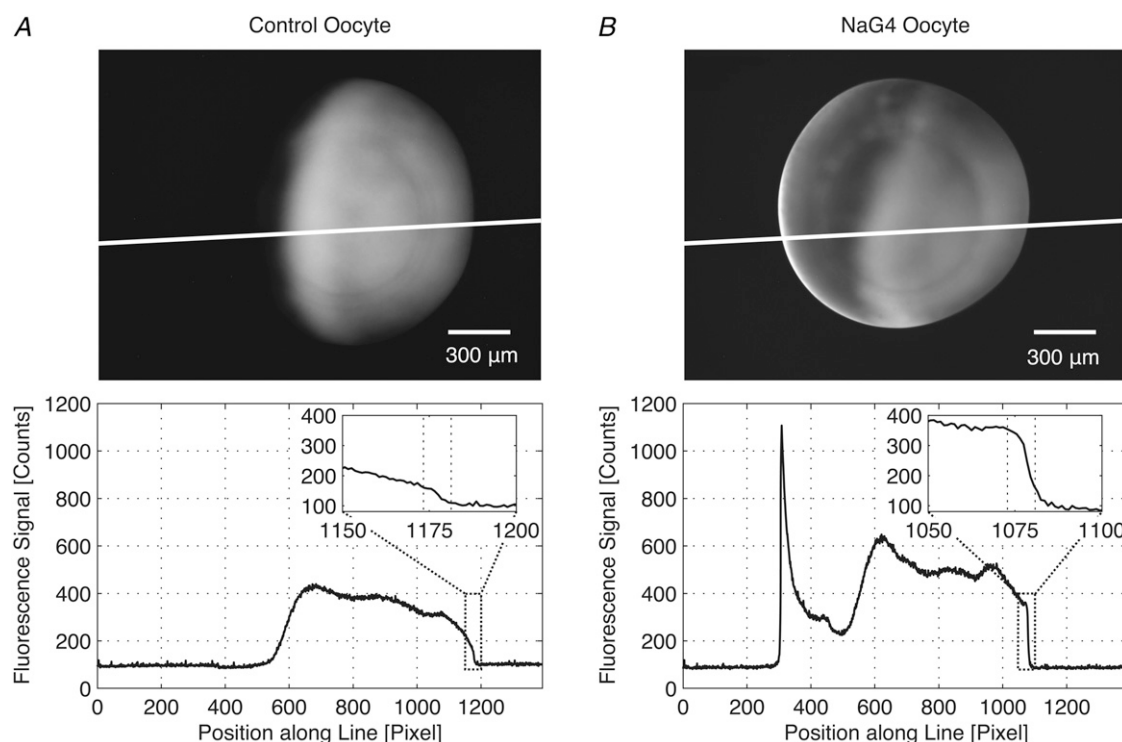 A Control Oocyte
300 µm
Fluorescence Signal [Counts]
1200
1000
800
600
400
200
0
400
300
200
100
1150 1175 1200
0 200 400 600 800 1000 1200
Position along Line [Pixel]
B NaG4 Oocyte
300 µm
Fluorescence Signal [Counts]
1200
1000
800
600
400
200
0
400
300
200
100
1050 1075 1100
0 200 400 600 800 1000 1200
Position along Line [Pixel]